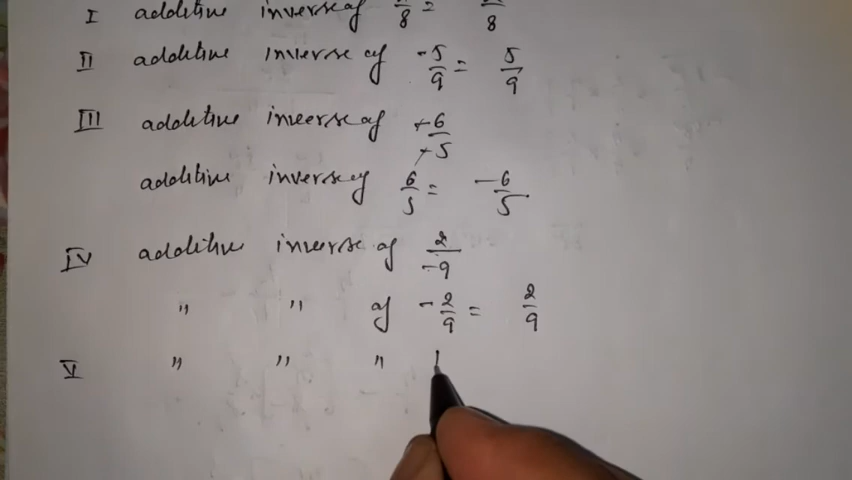 I additive inverse of /8 = /8
II additive inverse of -5/9 = 5/9
III additive inverse of -6/-5
additive inverse of 6/5 = -6/5
IV additive inverse of 2/-9
" " of -2/9 = 2/9
V " " "